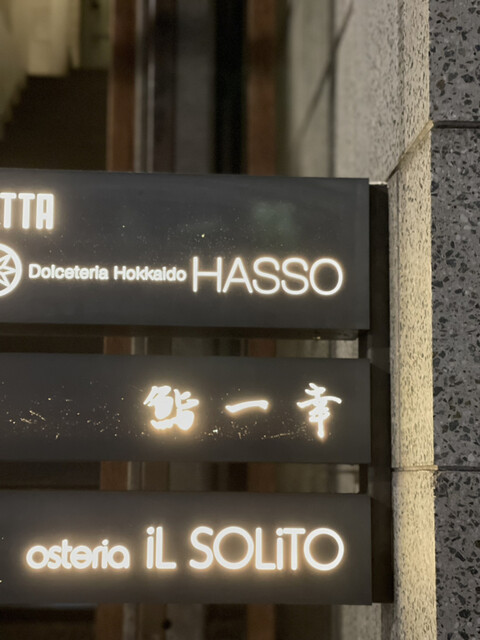 TTA
Dolceteria Hokkaido HASSO
鮨 一 幸
osteria iL SOLiTO